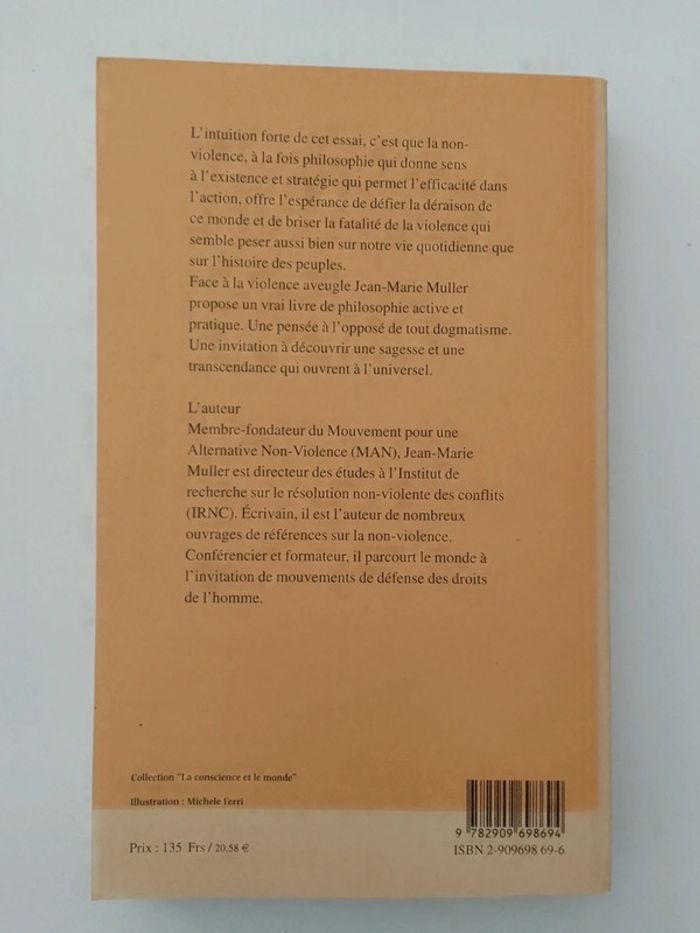 L'intuition forte de cet essai, c'est que la non-
violence, à la fois philosophie qui donne sens
à l'existence et stratégie qui permet l'efficacité dans
l'action, offre l'espérance de défier la déraison de
ce monde et de briser la fatalité de la violence qui
semble peser aussi bien sur notre vie quotidienne que
sur l'histoire des peuples.
Face à la violence aveugle Jean-Marie Muller
propose un vrai livre de philosophie active et
pratique. Une pensée à l'opposé de tout dogmatisme.
Une invitation à découvrir une sagesse et une
transcendance qui ouvrent à l'universel.
L'auteur
Membre-fondateur du Mouvement pour une
Alternative Non-Violence (MAN), Jean-Marie
Muller est directeur des études à l'Institut de
recherche sur le résolution non-violente des conflits
(IRNC). Écrivain, il est l'auteur de nombreux
ouvrages de références sur la non-violence.
Conférencier et formateur, il parcourt le monde à
l'invitation de mouvements de défense des droits
de l'homme.
Collection "La conscience et le monde"
Illustration : Michele Ferri
Prix : 135 Frs / 20,58 €
9 782909 698694
ISBN 2-909698 69-6